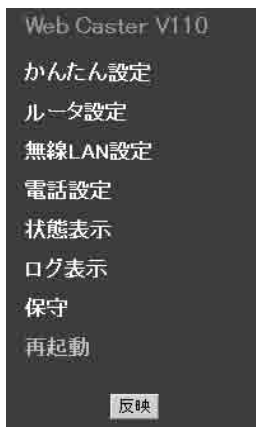 Web Caster V110
かんたん設定
ルータ設定
無線LAN設定
電話設定
状態表示
ログ表示
保守
再起動
反映